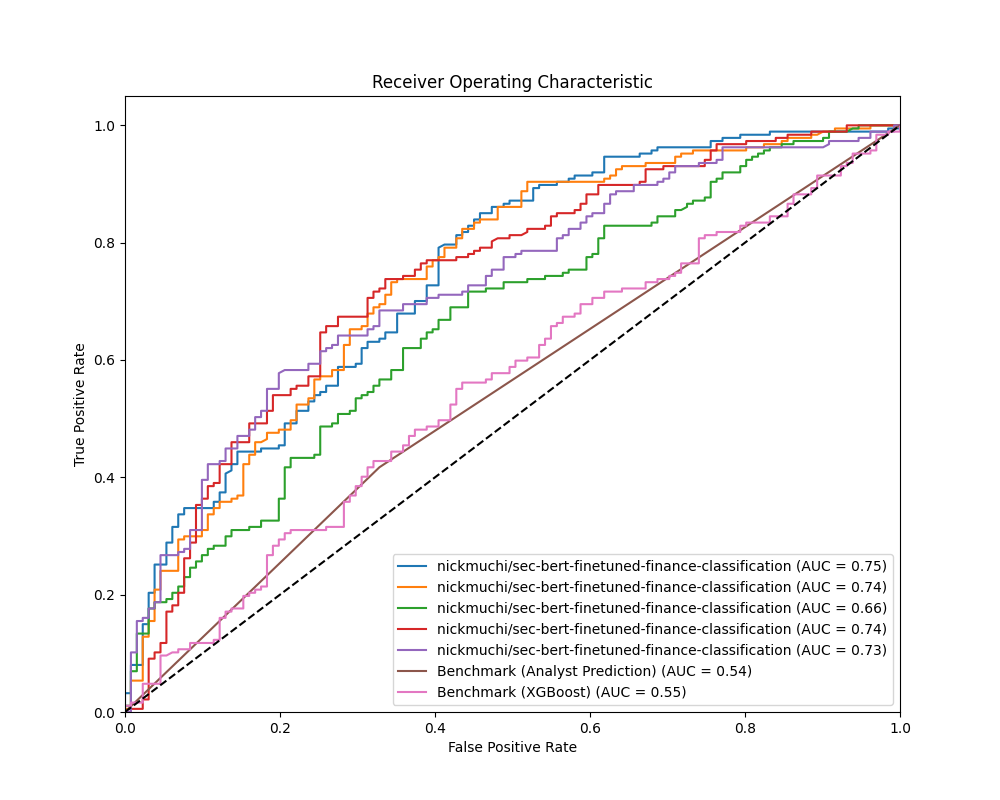 Receiver Operating Characteristic
True Positive Rate
1.0
0.8
0.6
0.4
0.2
0.0
nickmuchi/sec-bert-finetuned-finance-classification (AUC = 0.75)
nickmuchi/sec-bert-finetuned-finance-classification (AUC = 0.74)
nickmuchi/sec-bert-finetuned-finance-classification (AUC = 0.66)
nickmuchi/sec-bert-finetuned-finance-classification (AUC = 0.74)
nickmuchi/sec-bert-finetuned-finance-classification (AUC = 0.73)
Benchmark (Analyst Prediction) (AUC = 0.54)
Benchmark (XGBoost) (AUC = 0.55)
0.0 0.2 0.4 0.6 0.8 1.0
False Positive Rate